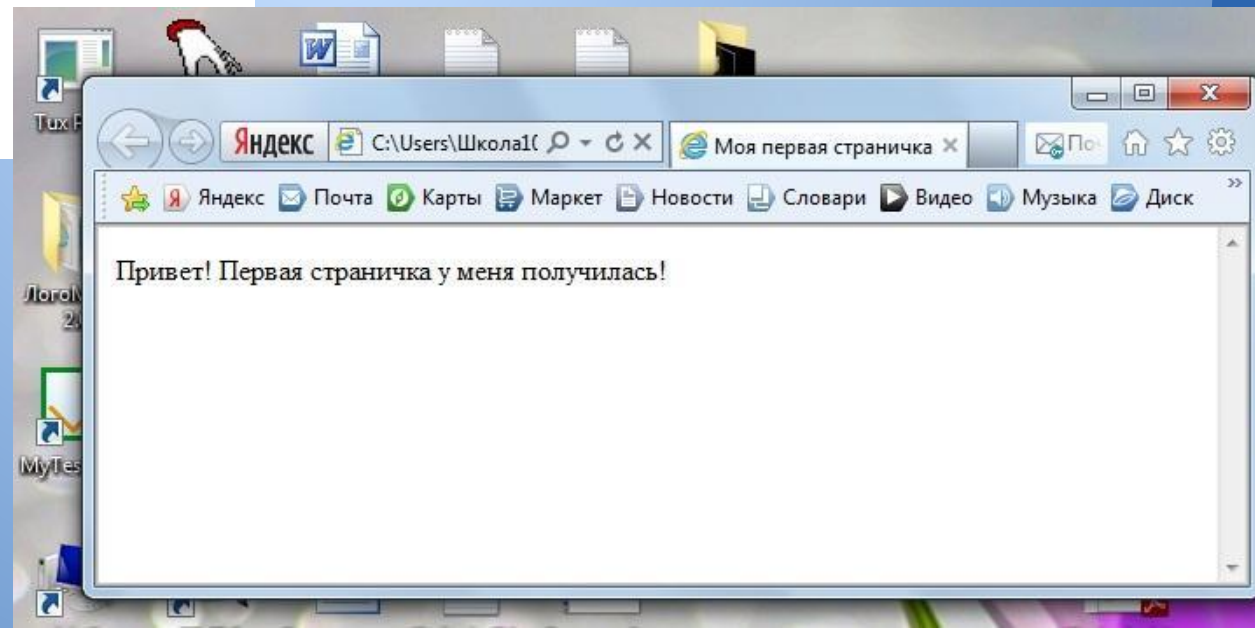 Яндекс C:\Users\Школа1( Моя первая страничка По
Яндекс Почта Карты Маркет Новости Словари Видео Музыка Диск
Привет! Первая страничка у меня получилась!
Tux P
MyTes